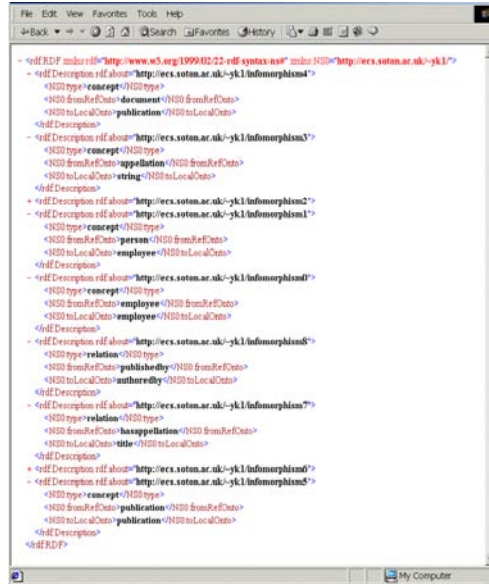 File Edit View Favorites Tools Help
Back Search Favorites History
- <rdf:RDF xmlns:rdf="http://www.w3.org/1999/02/22-rdf-syntax-ns#" xmlns:NS0="http://ecs.soton.ac.uk/~yk1/">
- <rdf:Description rdf:about="http://ecs.soton.ac.uk/~yk1/infomorphism4">
<NS0:type>concept</NS0:type>
<NS0:fromRefOnto>document</NS0:fromRefOnto>
<NS0:toLocalOnto>publication</NS0:toLocalOnto>
</rdf:Description>
- <rdf:Description rdf:about="http://ecs.soton.ac.uk/~yk1/infomorphism3">
<NS0:type>concept</NS0:type>
<NS0:fromRefOnto>appellation</NS0:fromRefOnto>
<NS0:toLocalOnto>string</NS0:toLocalOnto>
</rdf:Description>
+ <rdf:Description rdf:about="http://ecs.soton.ac.uk/~yk1/infomorphism2">
- <rdf:Description rdf:about="http://ecs.soton.ac.uk/~yk1/infomorphism1">
<NS0:type>concept</NS0:type>
<NS0:fromRefOnto>person</NS0:fromRefOnto>
<NS0:toLocalOnto>employee</NS0:toLocalOnto>
</rdf:Description>
- <rdf:Description rdf:about="http://ecs.soton.ac.uk/~yk1/infomorphism0">
<NS0:type>concept</NS0:type>
<NS0:fromRefOnto>employee</NS0:fromRefOnto>
<NS0:toLocalOnto>employee</NS0:toLocalOnto>
</rdf:Description>
- <rdf:Description rdf:about="http://ecs.soton.ac.uk/~yk1/infomorphism8">
<NS0:type>relation</NS0:type>
<NS0:fromRefOnto>publishedby</NS0:fromRefOnto>
<NS0:toLocalOnto>authoredby</NS0:toLocalOnto>
</rdf:Description>
- <rdf:Description rdf:about="http://ecs.soton.ac.uk/~yk1/infomorphism7">
<NS0:type>relation</NS0:type>
<NS0:fromRefOnto>hasappellation</NS0:fromRefOnto>
<NS0:toLocalOnto>title</NS0:toLocalOnto>
</rdf:Description>
+ <rdf:Description rdf:about="http://ecs.soton.ac.uk/~yk1/infomorphism6">
- <rdf:Description rdf:about="http://ecs.soton.ac.uk/~yk1/infomorphism5">
<NS0:type>concept</NS0:type>
<NS0:fromRefOnto>publication</NS0:fromRefOnto>
<NS0:toLocalOnto>publication</NS0:toLocalOnto>
</rdf:Description>
</rdf:RDF>
My Computer